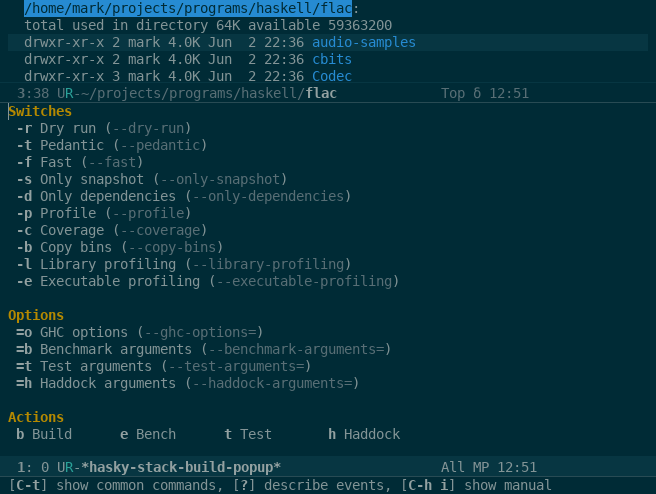 /home/mark/projects/programs/haskell/flac:
total used in directory 64K available 59363200
drwxr-xr-x 2 mark 4.0K Jun  2 22:36 audio-samples
drwxr-xr-x 2 mark 4.0K Jun  2 22:36 cbits
drwxr-xr-x 3 mark 4.0K Jun  2 22:36 Codec
3:38 UR-~/projects/programs/haskell/flac Top δ 12:51
Switches
-r Dry run (--dry-run)
-t Pedantic (--pedantic)
-f Fast (--fast)
-s Only snapshot (--only-snapshot)
-d Only dependencies (--only-dependencies)
-p Profile (--profile)
-c Coverage (--coverage)
-b Copy bins (--copy-bins)
-l Library profiling (--library-profiling)
-e Executable profiling (--executable-profiling)
Options
=o GHC options (--ghc-options=)
=b Benchmark arguments (--benchmark-arguments=)
=t Test arguments (--test-arguments=)
=h Haddock arguments (--haddock-arguments=)
Actions
b Build e Bench t Test h Haddock
1: 0 UR-*hasky-stack-build-popup* All MP 12:51
[C-t] show common commands, [?] describe events, [C-h i] show manual